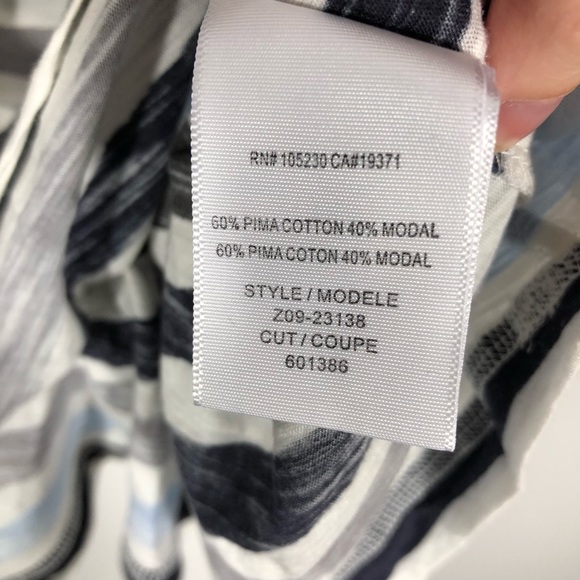 RN# 105230 CA#19371
60% PIMA COTTON 40% MODAL
60% PIMA COTON 40% MODAL
STYLE / MODELE
Z09-23138
CUT / COUPE
601386